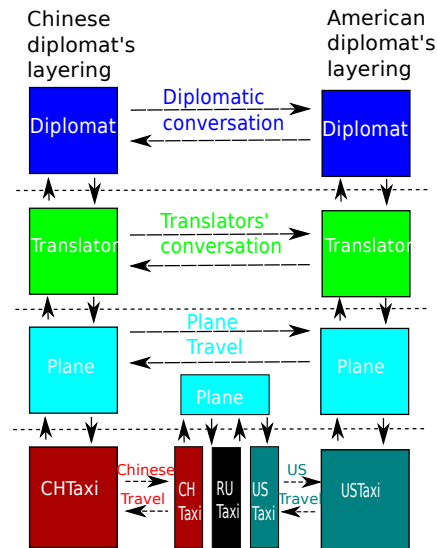 Chinese
diplomat's
layering
American
diplomat's
layering
Diplomat
Diplomatic
conversation
Diplomat
Translator
Translators'
conversation
Translator
Plane
Plane
Travel
Plane
Plane
CHTaxi
Chinese
Travel
CH
Taxi
RU
Taxi
US
Taxi
US
Travel
USTaxi